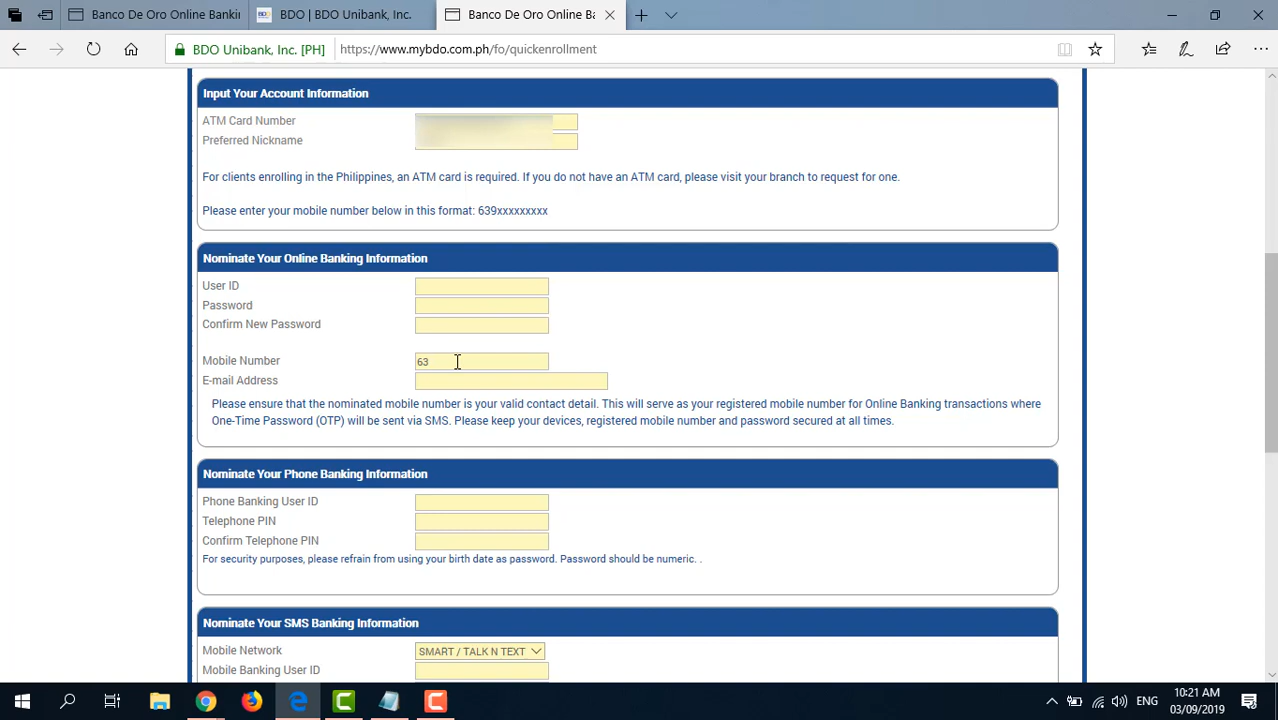 Banco De Oro Online Banki
BDO | BDO Unibank, Inc.
Banco De Oro Online Ba
BDO Unibank, Inc. [PH]
https://www.mybdo.com.ph/fo/quickenrollment
Input Your Account Information
ATM Card Number
Preferred Nickname
For clients enrolling in the Philippines, an ATM card is required. If you do not have an ATM card, please visit your branch to request for one.
Please enter your mobile number below in this format: 639xxxxxxxxx
Nominate Your Online Banking Information
User ID
Password
Confirm New Password
Mobile Number 63
E-mail Address
Please ensure that the nominated mobile number is your valid contact detail. This will serve as your registered mobile number for Online Banking transactions where
One-Time Password (OTP) will be sent via SMS. Please keep your devices, registered mobile number and password secured at all times.
Nominate Your Phone Banking Information
Phone Banking User ID
Telephone PIN
Confirm Telephone PIN
For security purposes, please refrain from using your birth date as password. Password should be numeric. .
Nominate Your SMS Banking Information
Mobile Network SMART / TALK N TEXT
Mobile Banking User ID
ENG
10:21 AM
03/09/2019